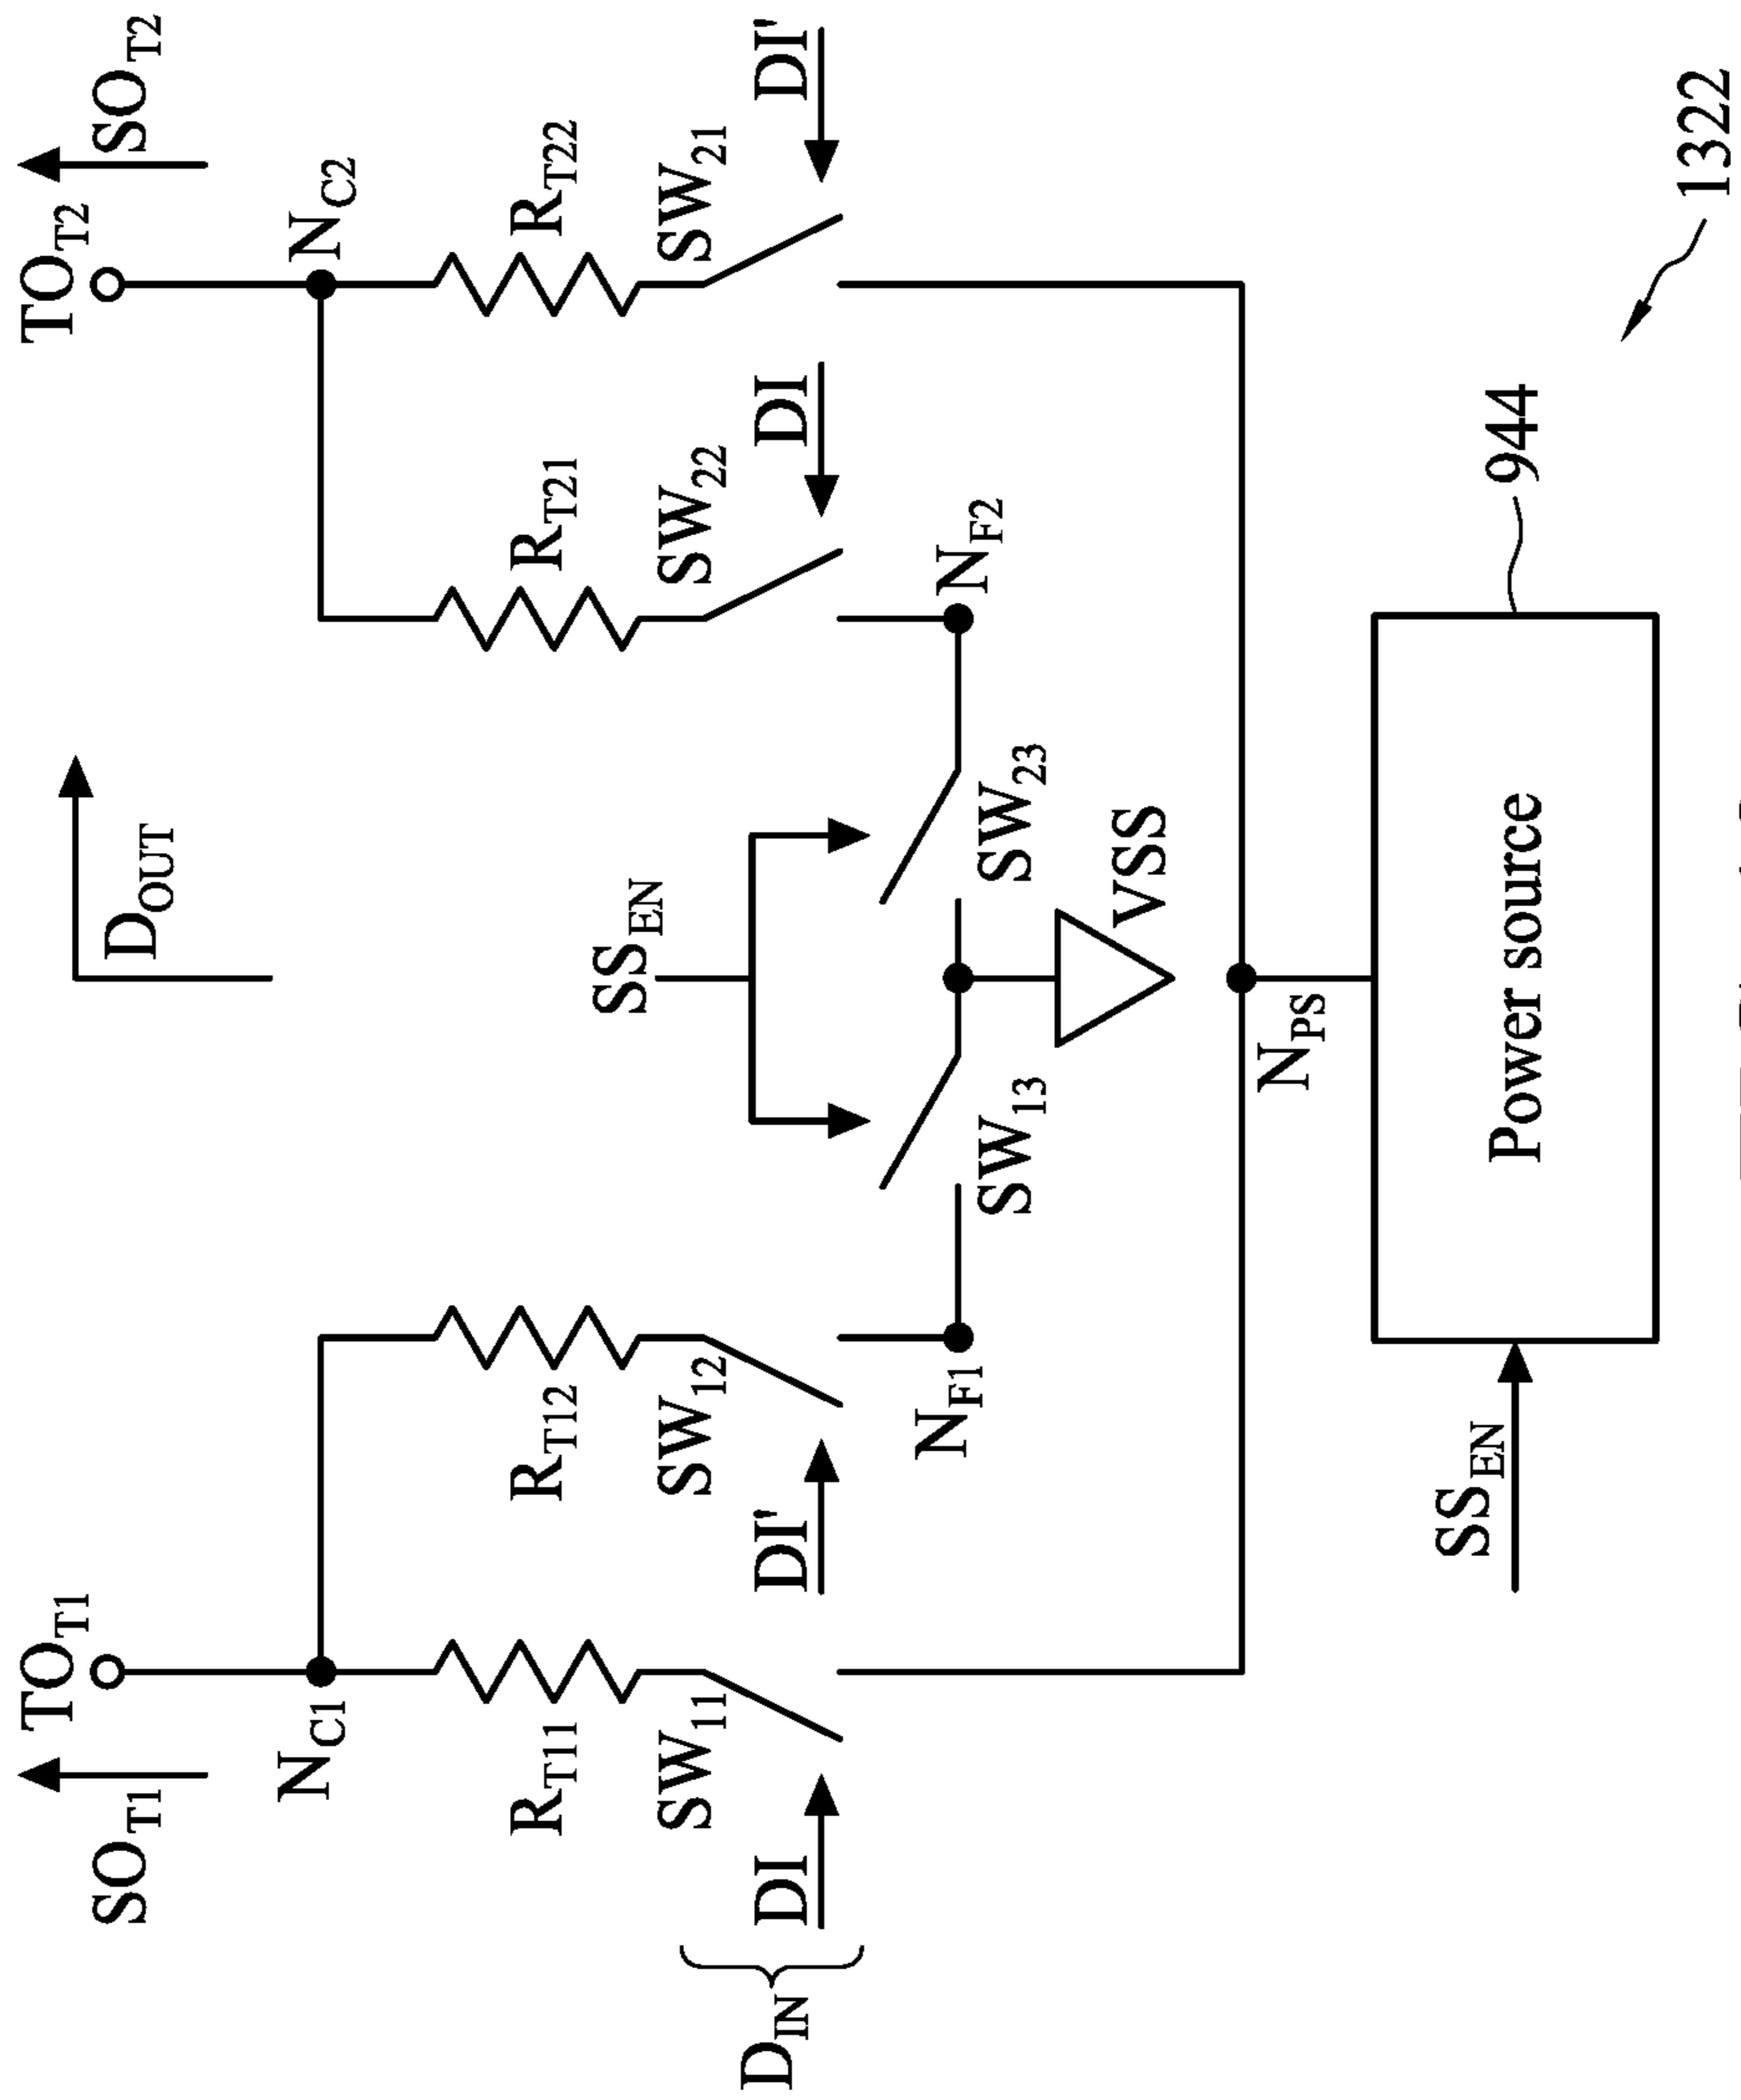 SO_T1 TO_T1 D_OUT TO_T2 SO_T2
N_C1 N_C2
R_T11 R_T12 R_T21 R_T22
SS_EN
SW_11 SW_12 SW_22 SW_21
D_IN DI DI' DI DI'
N_F1 N_F2
SW_13 SW_23
VSS
N_PS
SS_EN Power source 944
1322